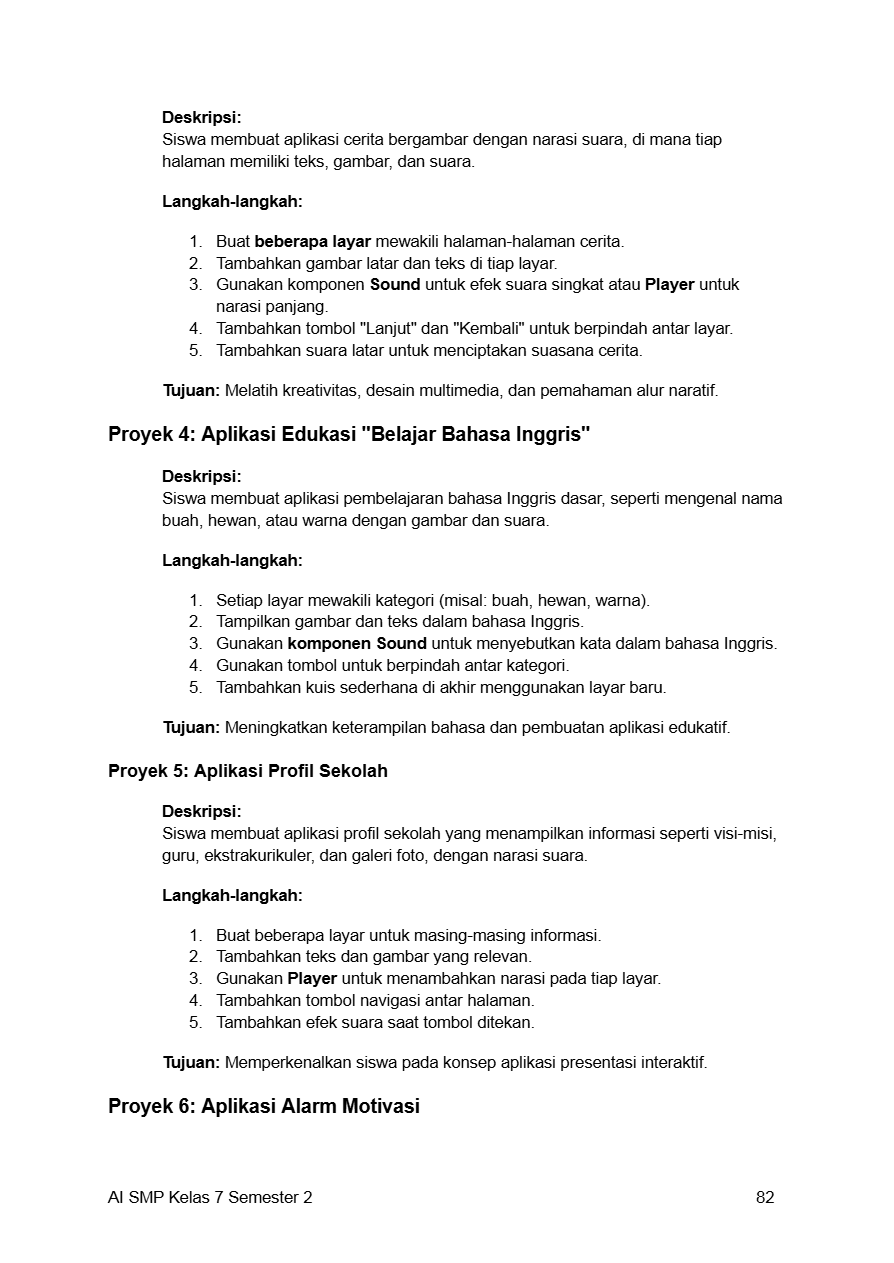 Deskripsi:
Siswa membuat aplikasi cerita bergambar dengan narasi suara, di mana tiap
halaman memiliki teks, gambar, dan suara.
Langkah-langkah:
1. Buat beberapa layar mewakili halaman-halaman cerita.
2. Tambahkan gambar latar dan teks di tiap layar.
3. Gunakan komponen Sound untuk efek suara singkat atau Player untuk
narasi panjang.
4. Tambahkan tombol "Lanjut" dan "Kembali" untuk berpindah antar layar.
5. Tambahkan suara latar untuk menciptakan suasana cerita.
Tujuan: Melatih kreativitas, desain multimedia, dan pemahaman alur naratif.
Proyek 4: Aplikasi Edukasi "Belajar Bahasa Inggris"
Deskripsi:
Siswa membuat aplikasi pembelajaran bahasa Inggris dasar, seperti mengenal nama
buah, hewan, atau warna dengan gambar dan suara.
Langkah-langkah:
1. Setiap layar mewakili kategori (misal: buah, hewan, warna).
2. Tampilkan gambar dan teks dalam bahasa Inggris.
3. Gunakan komponen Sound untuk menyebutkan kata dalam bahasa Inggris.
4. Gunakan tombol untuk berpindah antar kategori.
5. Tambahkan kuis sederhana di akhir menggunakan layar baru.
Tujuan: Meningkatkan keterampilan bahasa dan pembuatan aplikasi edukatif.
Proyek 5: Aplikasi Profil Sekolah
Deskripsi:
Siswa membuat aplikasi profil sekolah yang menampilkan informasi seperti visi-misi,
guru, ekstrakurikuler, dan galeri foto, dengan narasi suara.
Langkah-langkah:
1. Buat beberapa layar untuk masing-masing informasi.
2. Tambahkan teks dan gambar yang relevan.
3. Gunakan Player untuk menambahkan narasi pada tiap layar.
4. Tambahkan tombol navigasi antar halaman.
5. Tambahkan efek suara saat tombol ditekan.
Tujuan: Memperkenalkan siswa pada konsep aplikasi presentasi interaktif.
Proyek 6: Aplikasi Alarm Motivasi
AI SMP Kelas 7 Semester 2 82